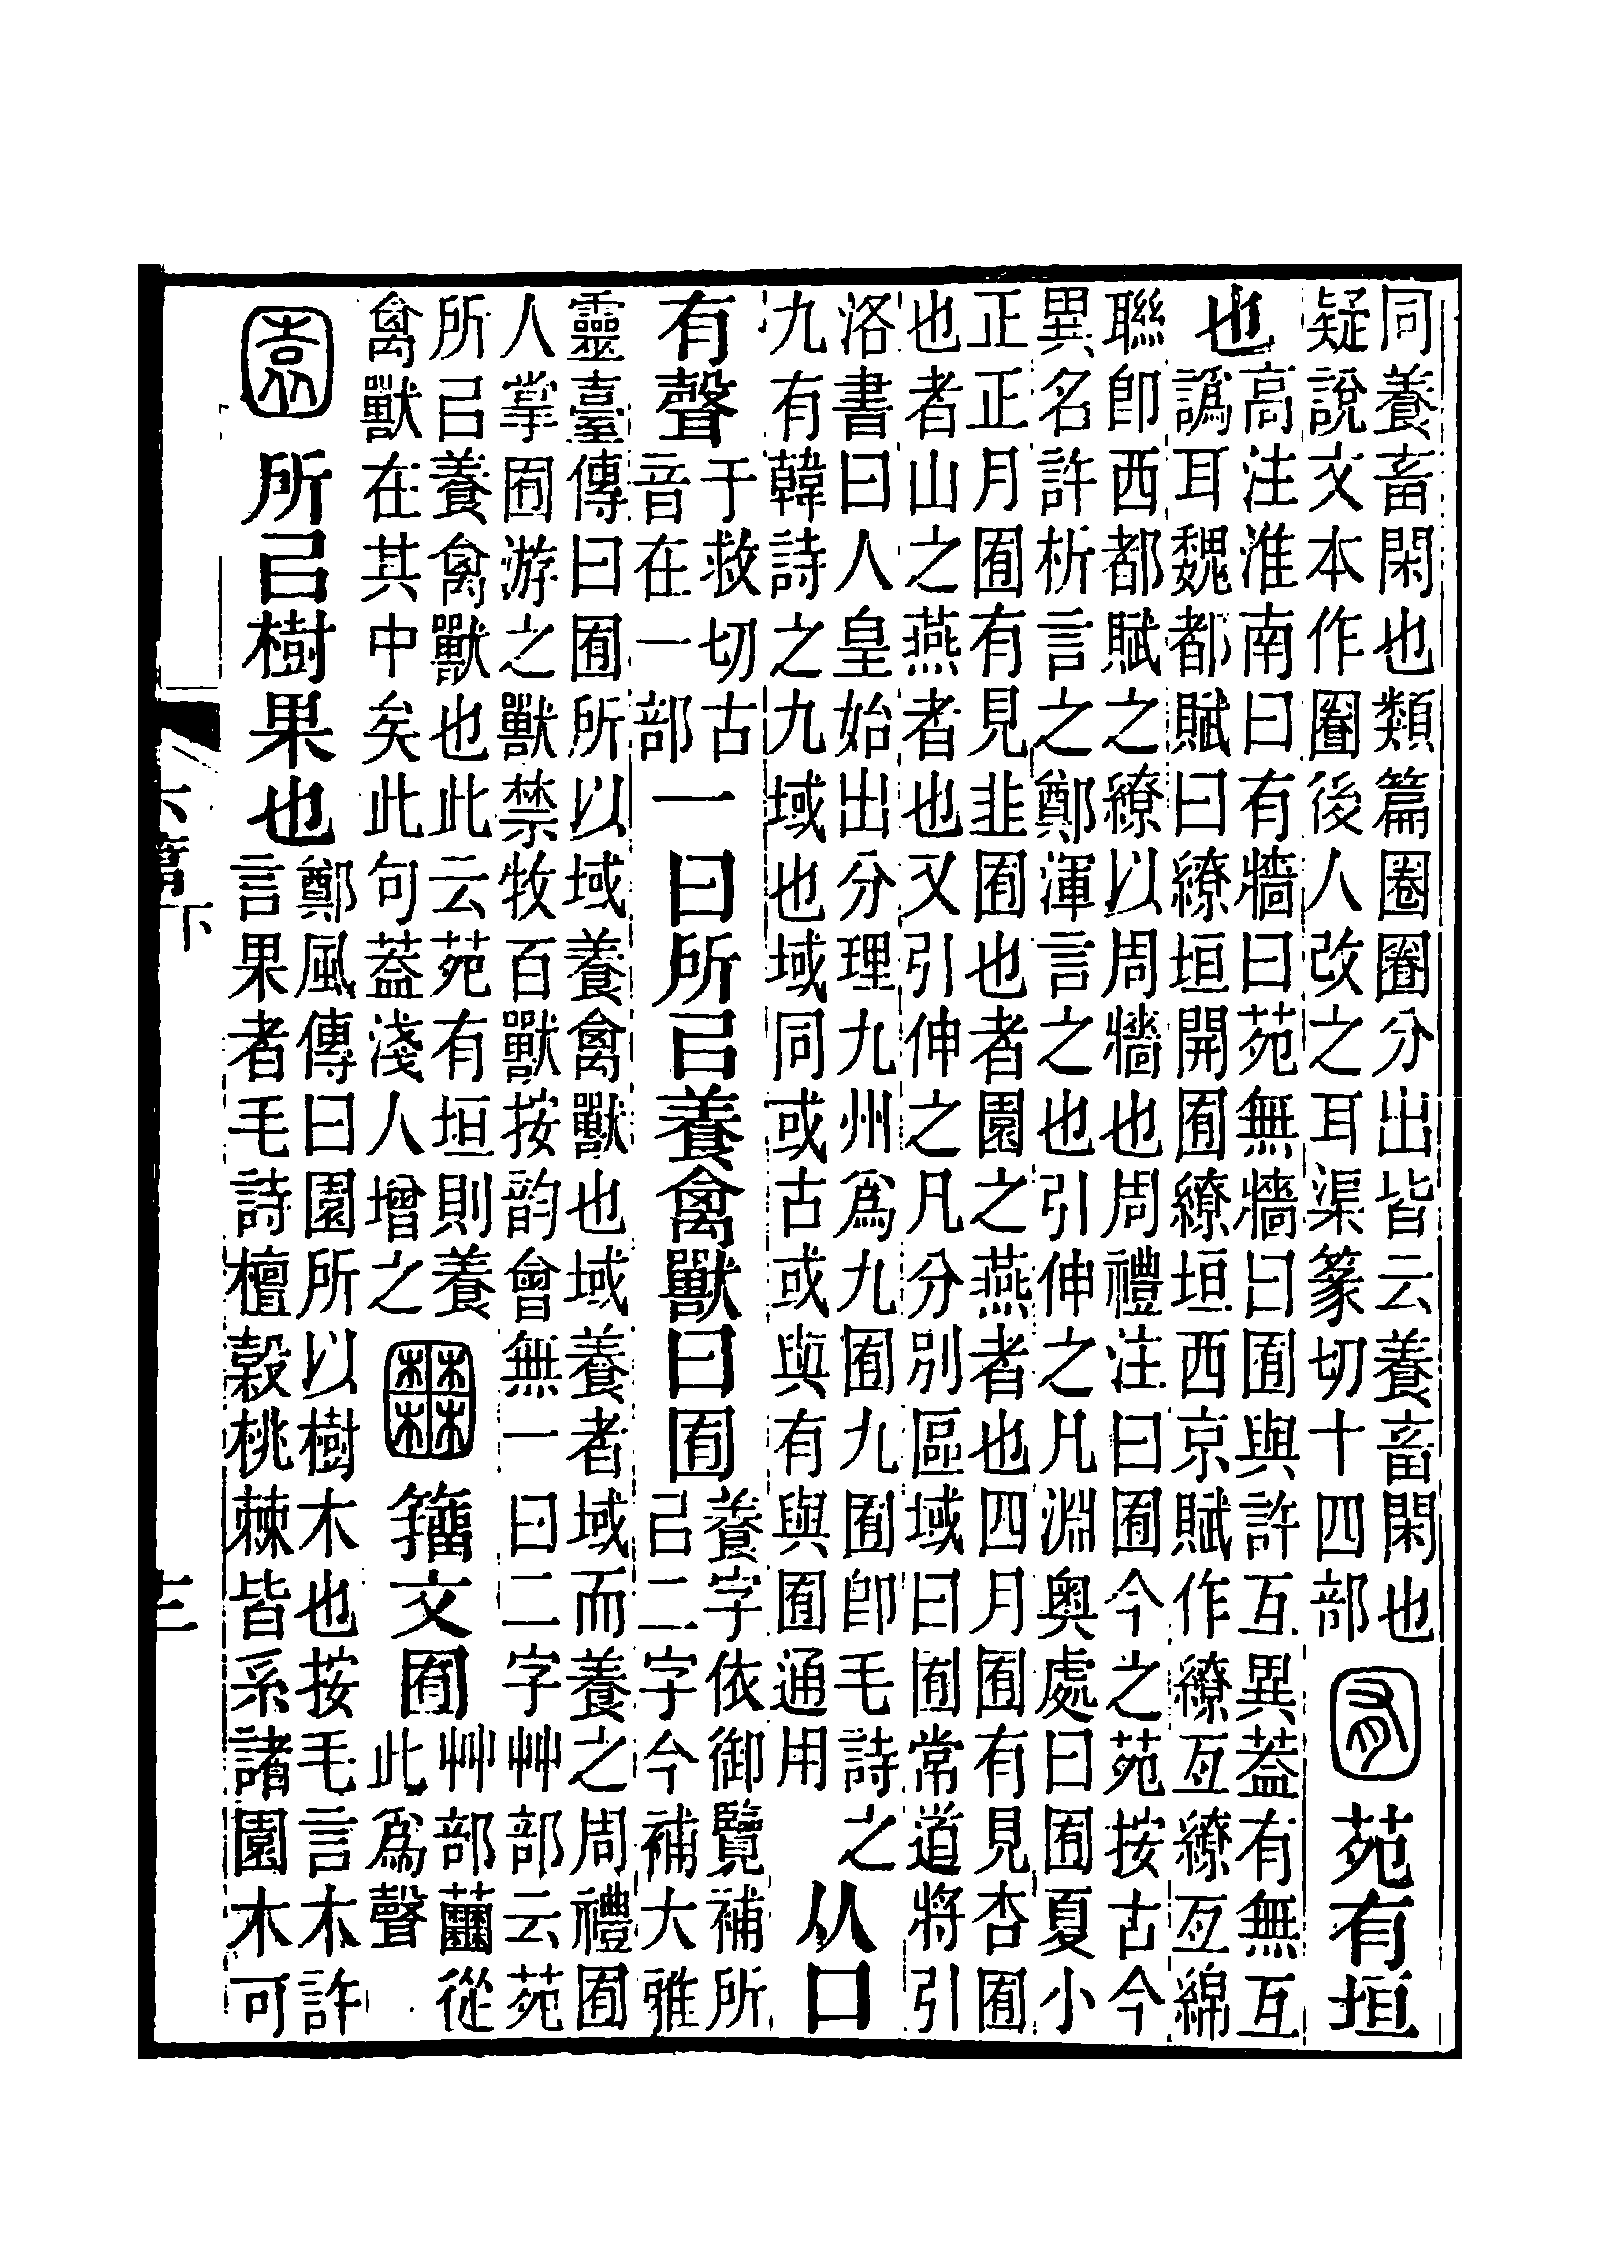 同養畜閑也類篇圈圈分出皆云養畜閑也
疑說文本作圈後人改之耳渠篆切十四部
囿苑有垣
也
高注淮南曰有牆曰苑無牆曰囿與許互異蓋有無互
譌耳魏都賦曰繚垣開囿繚垣西京賦作繚亙繚亙綿
聯卽西都賦之繚以周牆也周禮注曰囿今之苑按古今
異名許析言之鄭渾言之也引伸之凡淵奧處曰囿夏小
正正月囿有見韭囿也者園之燕者也四月囿有見杏囿
也者山之燕者也又引伸之凡分別區域曰囿常道將引
洛書曰人皇始出分理九州爲九囿九囿卽毛詩之
九有韓詩之九域也域同或古或與有與囿通用
从囗
有聲
于救切古
音在一部
一曰所㠯養禽獸曰囿
養字依御覽補所
㠯二字今補大雅
靈臺傳曰囿所以域養禽獸也域養者域而養之周禮囿
人掌囿游之獸禁牧百獸按韵會無一曰二字艸部云苑
所㠯養禽獸也此云苑有垣則養
禽獸在其中矣此句蓋淺人增之
籒文囿
艸部從
此爲聲
園所㠯樹果也
鄭風傳曰園所以樹木也按毛言木許
言果者毛詩檀榖桃棘皆系諸園木可
六篇下